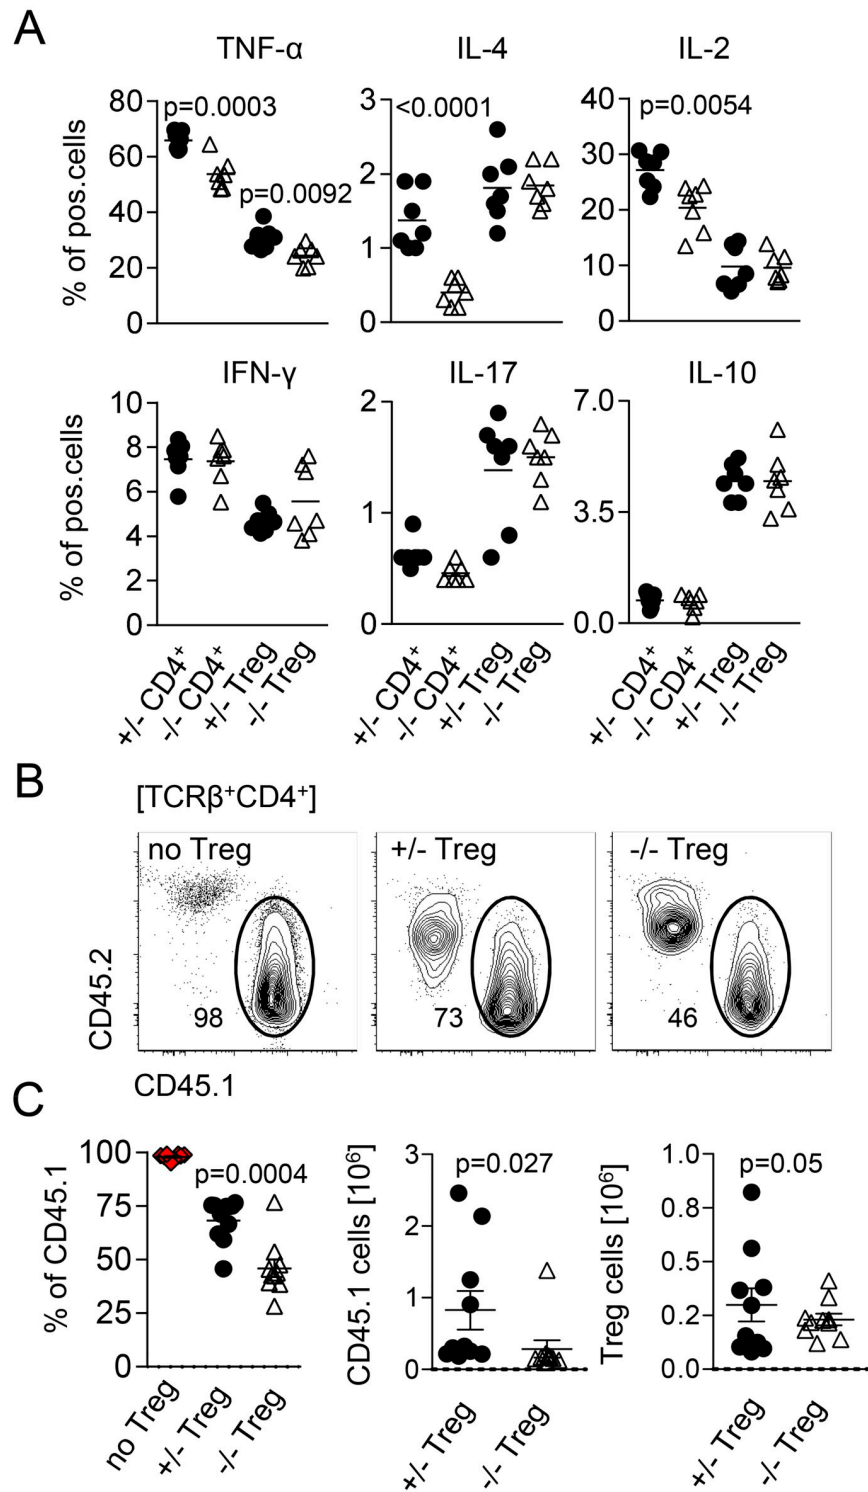 A
TNF-α IL-4 IL-2
% of pos.cells
80
60
40
20
0
p=0.0003
p=0.0092
3
2
1
0
<0.0001
40
30
20
10
0
p=0.0054
IFN-γ IL-17 IL-10
% of pos.cells
10
8
6
4
2
0
2
1
0
7.0
3.5
0.0
+/- CD4+ -/- CD4+ +/- Treg -/- Treg
+/- CD4+ -/- CD4+ +/- Treg -/- Treg
+/- CD4+ -/- CD4+ +/- Treg -/- Treg
B
[TCRβ⁺CD4⁺]
no Treg +/- Treg -/- Treg
98 73 46
CD45.2
CD45.1
C
% of CD45.1
100
75
50
25
0
p=0.0004
no Treg +/- Treg -/- Treg
CD45.1 cells [10⁶]
3
2
1
0
p=0.027
+/- Treg -/- Treg
Treg cells [10⁶]
1.0
0.8
0.5
0.2
0.0
p=0.05
+/- Treg -/- Treg